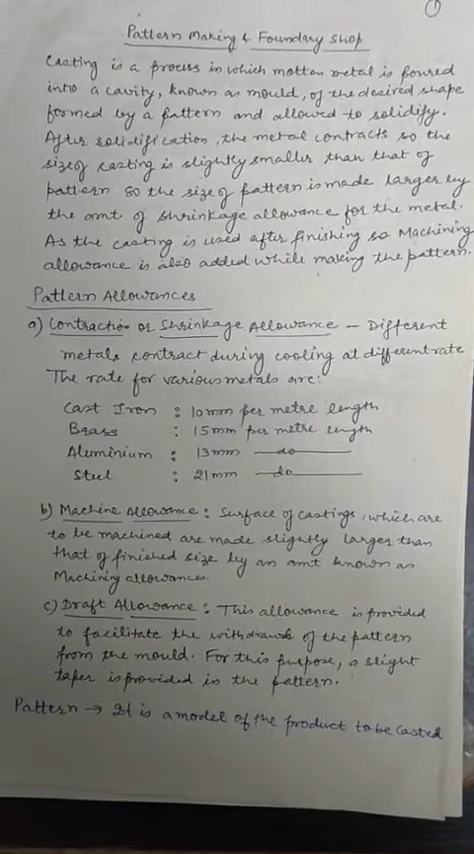 ①
Pattern Making & Foundry Shop
Casting is a process in which molten metal is poured
into a cavity, known as mould, of the desired shape
formed by a pattern and allowed to solidify.
After solidification, the metal contracts so the
size of casting is slightly smaller than that of
pattern so the size of pattern is made larger by
the amt. of shrinkage allowance for the metal.
As the casting is used after finishing so Machining
allowance is also added while making the pattern.
Pattern Allowances
a) Contraction or Shrinkage Allowance – Different
metals contract during cooling at different rate
The rate for various metals are:
Cast Iron : 10mm per metre length
Brass : 15mm per metre length
Aluminium : 13mm —do—
Steel : 21mm —do—
b) Machine Allowance : Surface of castings, which are
to be machined are made slightly larger than
that of finished size by an amt known as
Machining allowances.
c) Draft Allowance : This allowance is provided
to facilitate the withdrawl of the pattern
from the mould. For this purpose, a slight
taper is provided in the pattern.
Pattern → It is a model of the product to be casted